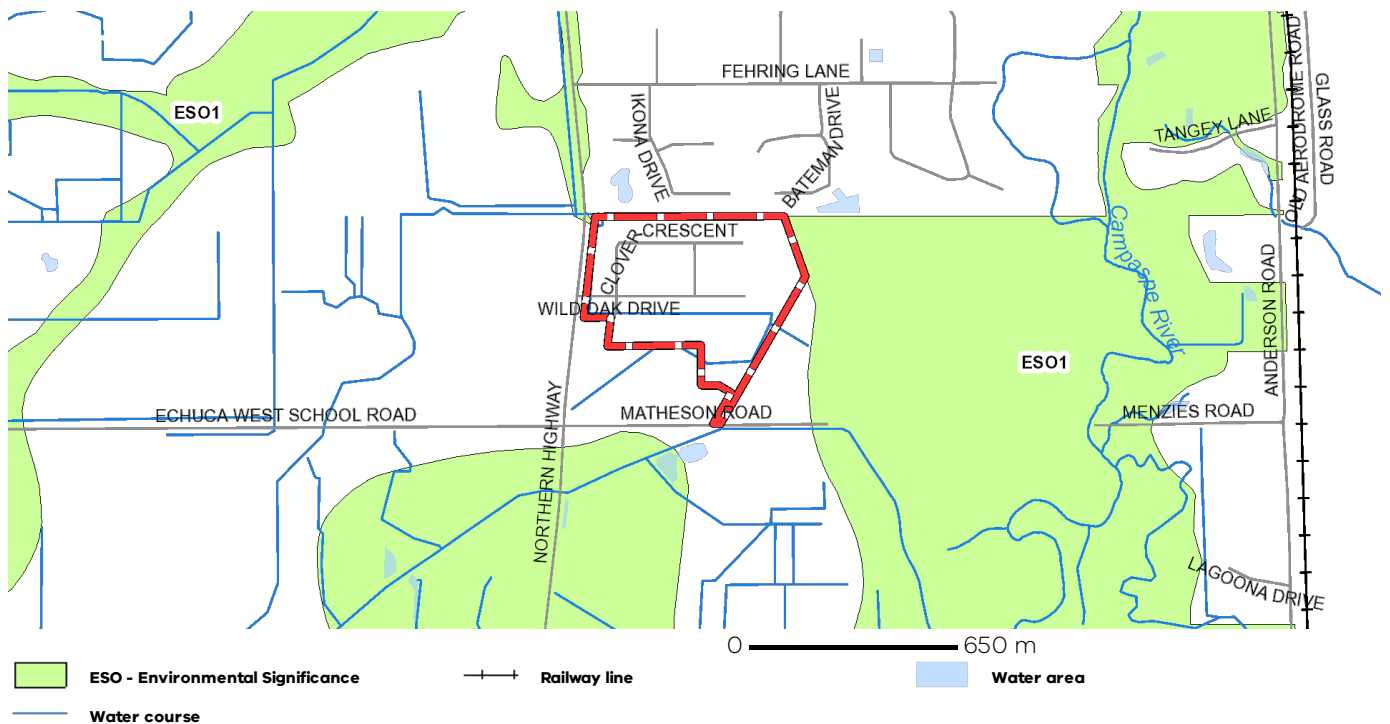 FEHRING LANE
ESO1
IKONA DRIVE
BATEMAN DRIVE
TANGEY LANE
OLD AERODROME ROAD
GLASS ROAD
CLOVER CRESCENT
Campaspe River
WILD OAK DRIVE
ESO1
ANDERSON ROAD
ECHUCA WEST SCHOOL ROAD
MATHESON ROAD
MENZIES ROAD
NORTHERN HIGHWAY
LAGOONA DRIVE
0 650 m
ESO - Environmental Significance
Railway line
Water area
Water course